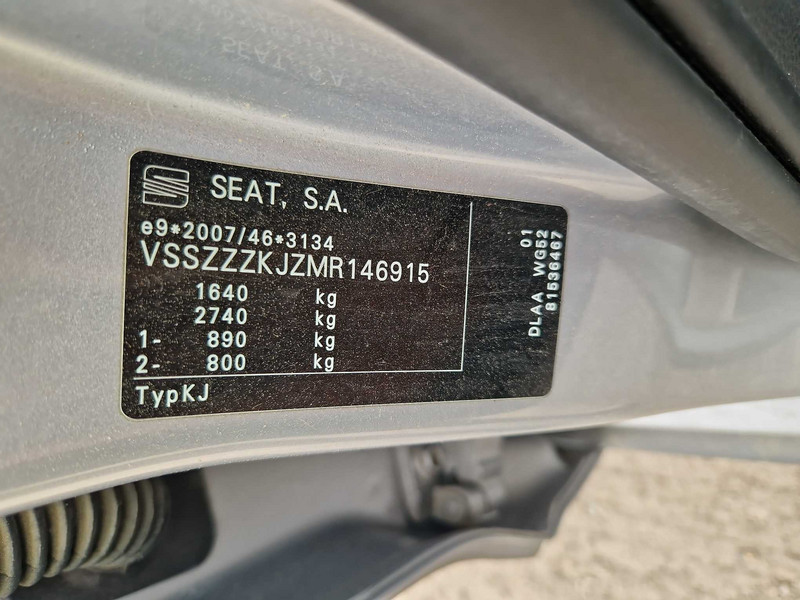 SEAT, S.A.
e9*2007/46*3134
VSSZZZKJZMR146915
1640 kg
2740 kg
1- 890 kg
2- 800 kg
TypKJ
01
DLAA WG52
81536467